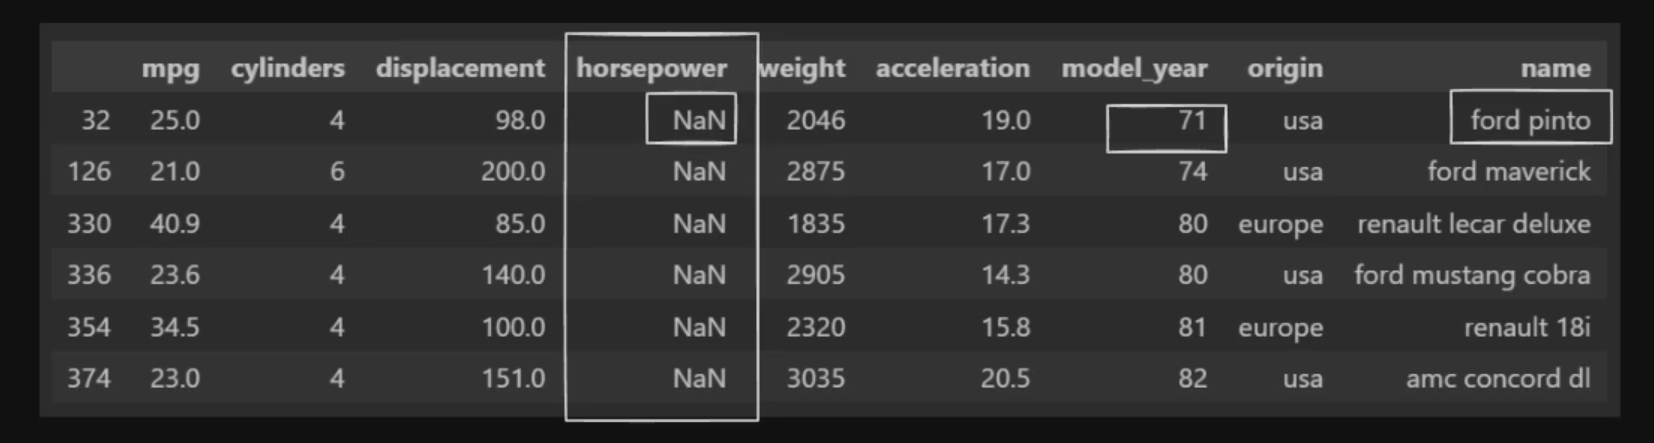 mpg cylinders displacement horsepower weight acceleration model_year origin name
32 25.0 4 98.0 NaN 2046 19.0 71 usa ford pinto
126 21.0 6 200.0 NaN 2875 17.0 74 usa ford maverick
330 40.9 4 85.0 NaN 1835 17.3 80 europe renault lecar deluxe
336 23.6 4 140.0 NaN 2905 14.3 80 usa ford mustang cobra
354 34.5 4 100.0 NaN 2320 15.8 81 europe renault 18i
374 23.0 4 151.0 NaN 3035 20.5 82 usa amc concord dl